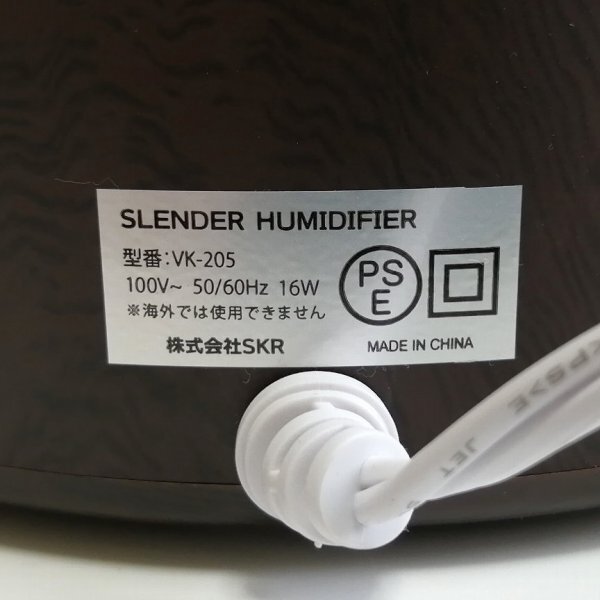 SLENDER HUMIDIFIER
型番:VK-205
100V~ 50/60Hz 16W
※海外では使用できません
株式会社SKR
PS
E
MADE IN CHINA
JET